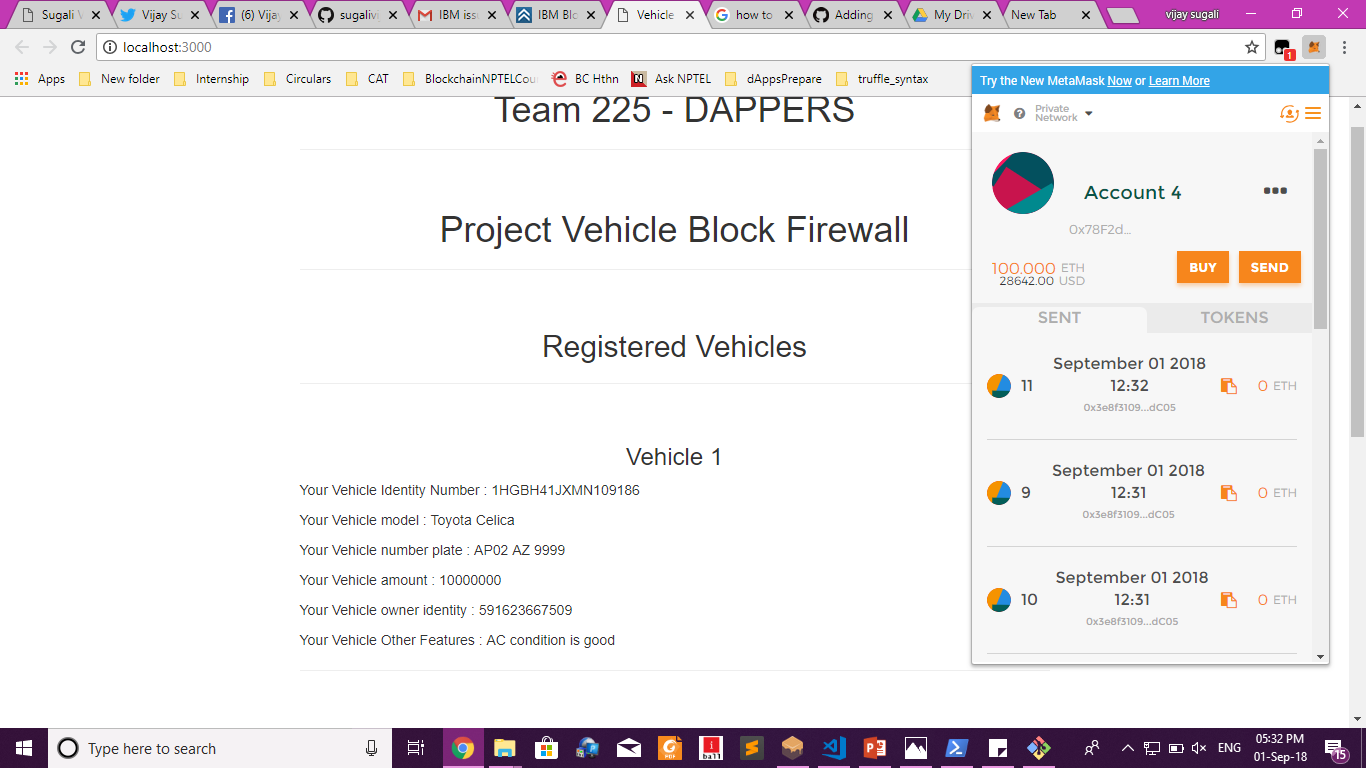 Sugali V
Vijay Su
(6) Vijay
sugalivi
IBM issu
IBM Blo
Vehicle
how to
Adding
My Driv
New Tab
vijay sugali
localhost:3000
1
Apps
New folder
Internship
Circulars
CAT
BlockchainNPTELCou
BC Hthn
Ask NPTEL
dAppsPrepare
truffle_syntax
Team 225 - DAPPERS
Project Vehicle Block Firewall
Registered Vehicles
Vehicle 1
Your Vehicle Identity Number : 1HGBH41JXMN109186
Your Vehicle model : Toyota Celica
Your Vehicle number plate : AP02 AZ 9999
Your Vehicle amount : 10000000
Your Vehicle owner identity : 591623667509
Your Vehicle Other Features : AC condition is good
Try the New MetaMask Now or Learn More
Private
Network
Account 4
0x78F2d...
100.000 ETH
28642.00 USD
BUY
SEND
SENT
TOKENS
September 01 2018
11 12:32 0 ETH
0x3e8f3109...dC05
September 01 2018
9 12:31 0 ETH
0x3e8f3109...dC05
September 01 2018
10 12:31 0 ETH
0x3e8f3109...dC05
Type here to search
ENG
05:32 PM
01-Sep-18
15